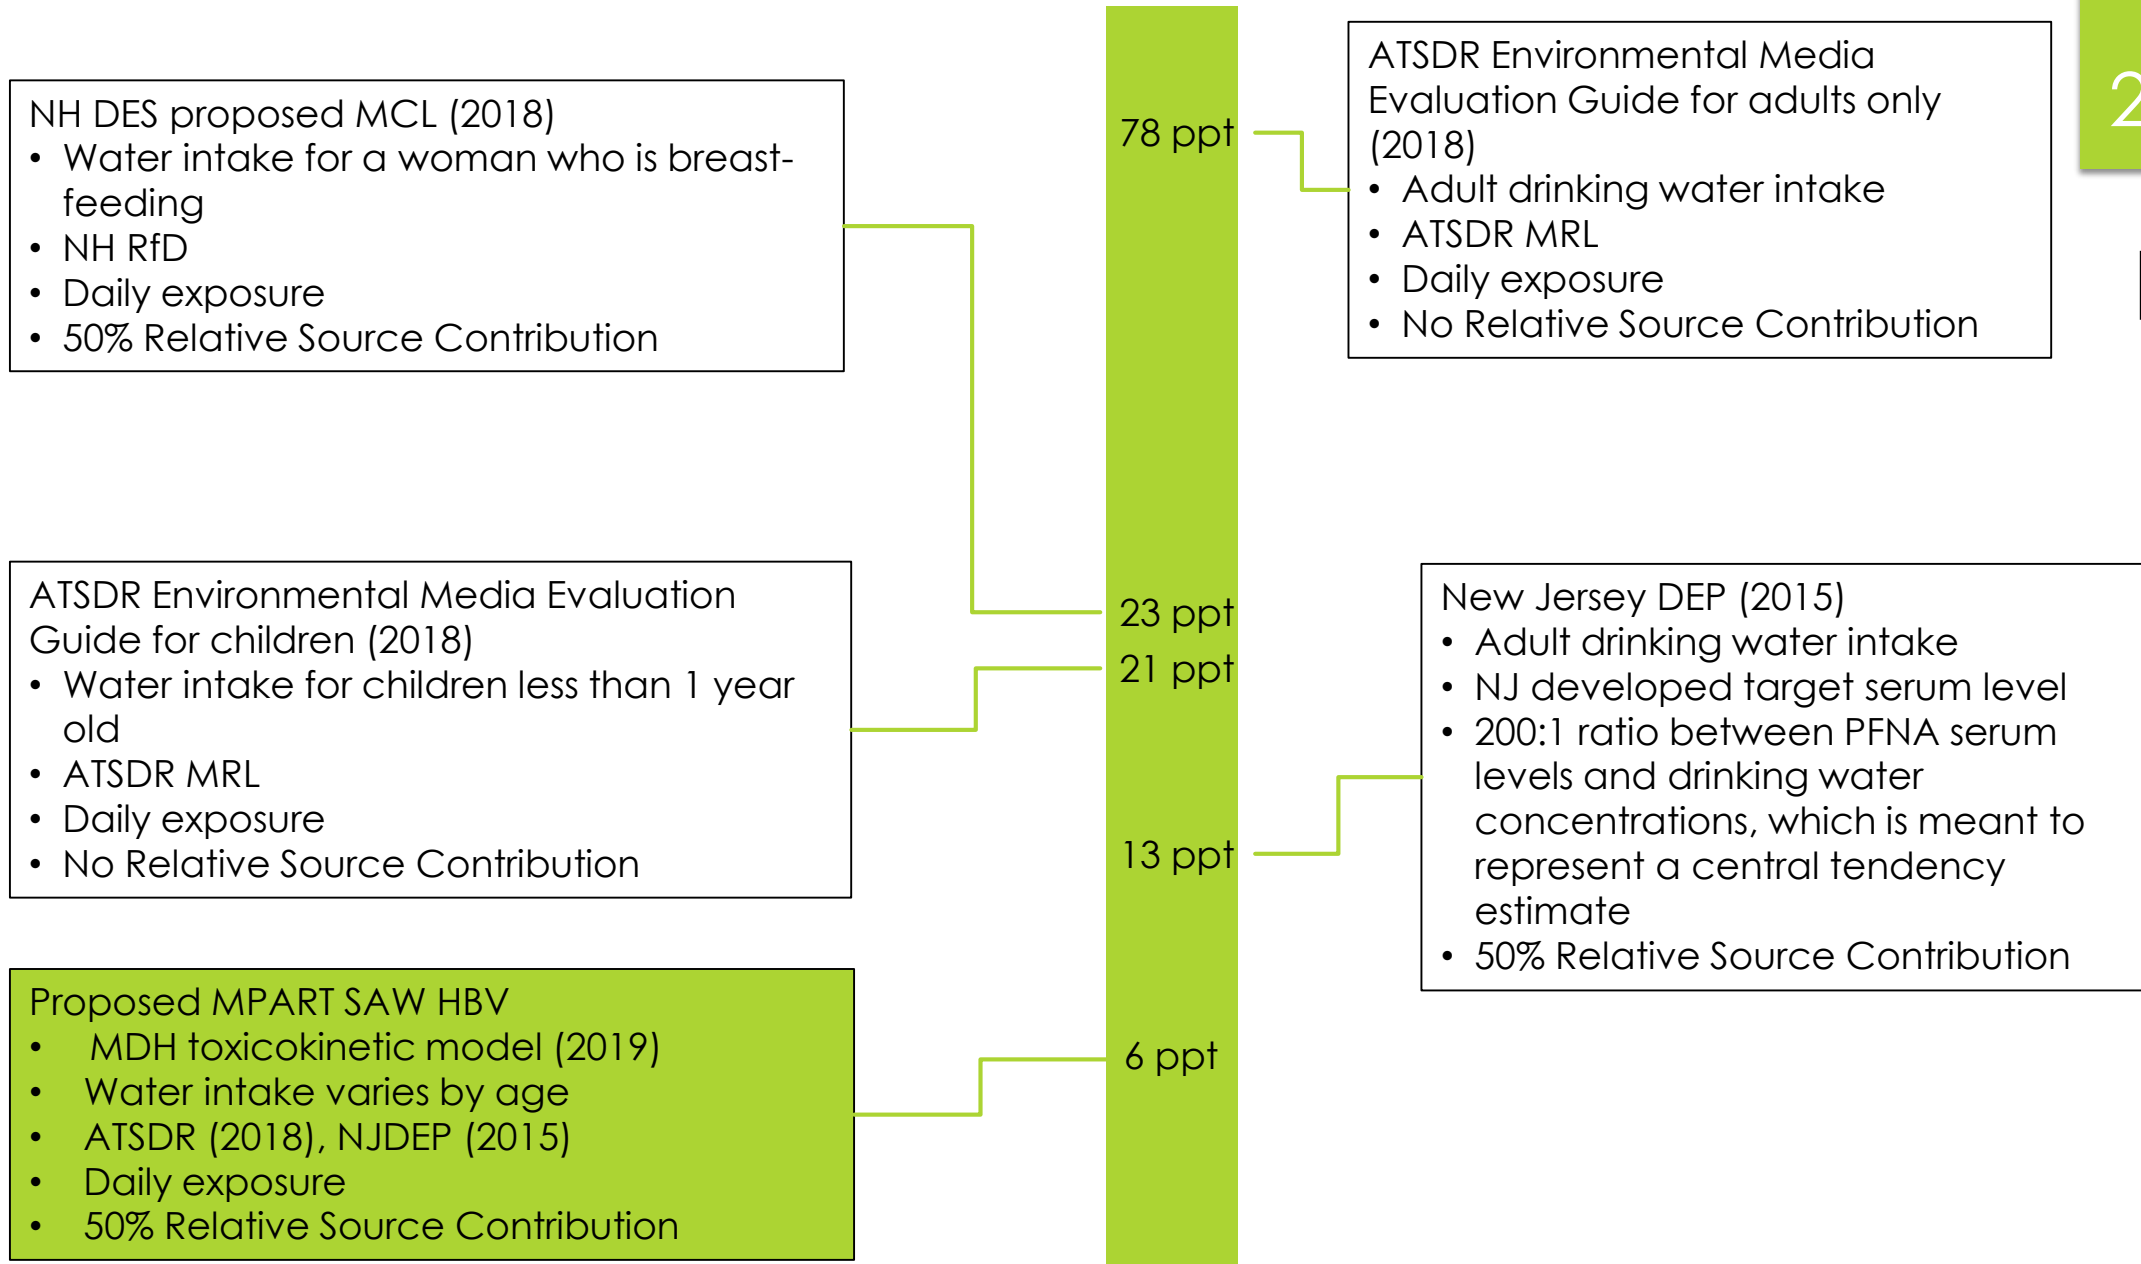 NH DES proposed MCL (2018)
• Water intake for a woman who is breast-
feeding
• NH RfD
• Daily exposure
• 50% Relative Source Contribution
ATSDR Environmental Media Evaluation
Guide for children (2018)
• Water intake for children less than 1 year
old
• ATSDR MRL
• Daily exposure
• No Relative Source Contribution
Proposed MPART SAW HBV
• MDH toxicokinetic model (2019)
• Water intake varies by age
• ATSDR (2018), NJDEP (2015)
• Daily exposure
• 50% Relative Source Contribution
78 ppt
23 ppt
21 ppt
13 ppt
6 ppt
ATSDR Environmental Media
Evaluation Guide for adults only
(2018)
• Adult drinking water intake
• ATSDR MRL
• Daily exposure
• No Relative Source Contribution
New Jersey DEP (2015)
• Adult drinking water intake
• NJ developed target serum level
• 200:1 ratio between PFNA serum
levels and drinking water
concentrations, which is meant to
represent a central tendency
estimate
• 50% Relative Source Contribution